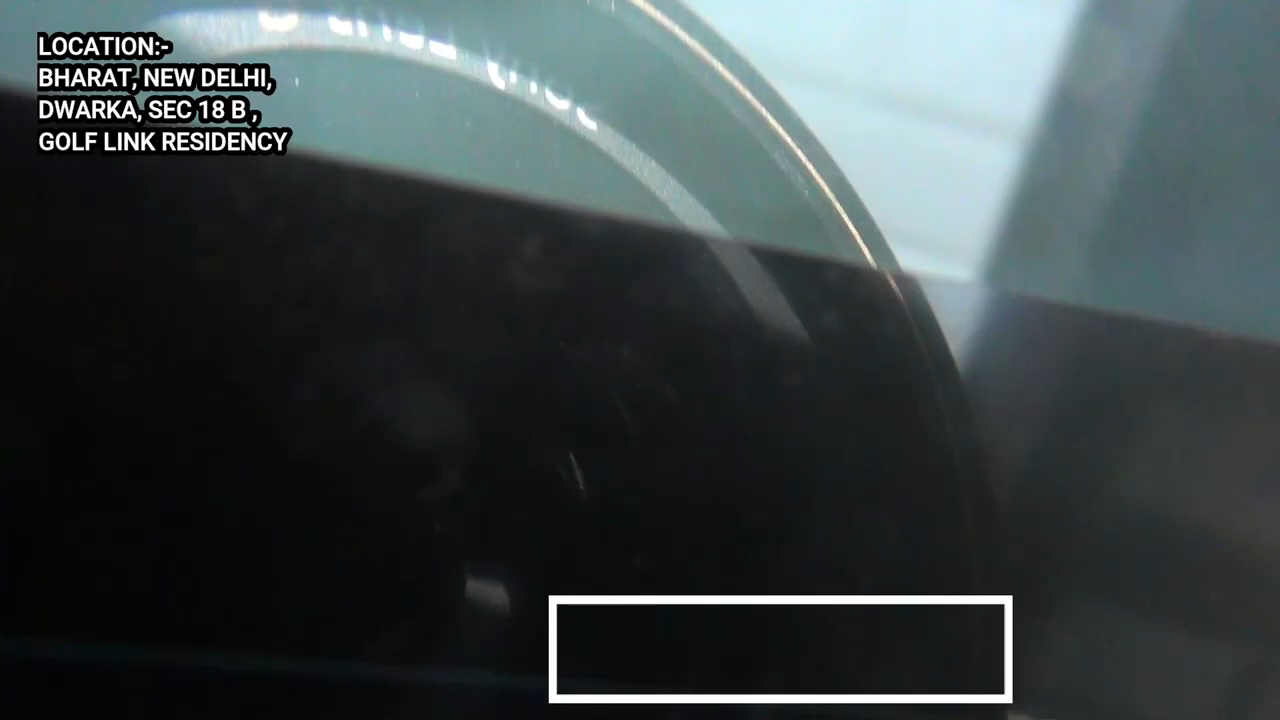 LOCATION:-
BHARAT, NEW DELHI,
DWARKA, SEC 18 B ,
GOLF LINK RESIDENCY